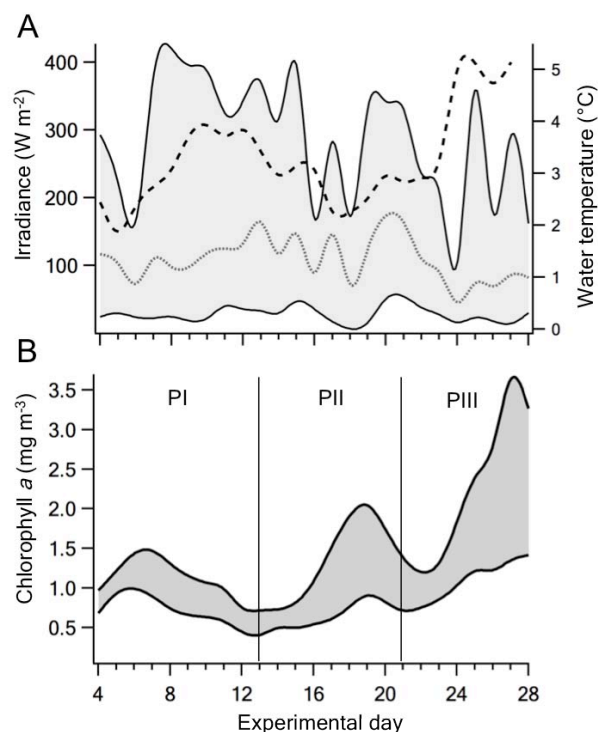 A
Irradiance (W m-2)
400
300
200
100
5
4
3
2
1
0
Water temperature (°C)
B
Chlorophyll a (mg m-3)
3.5
3.0
2.5
2.0
1.5
1.0
0.5
PI
PII
PIII
4 8 12 16 20 24 28
Experimental day